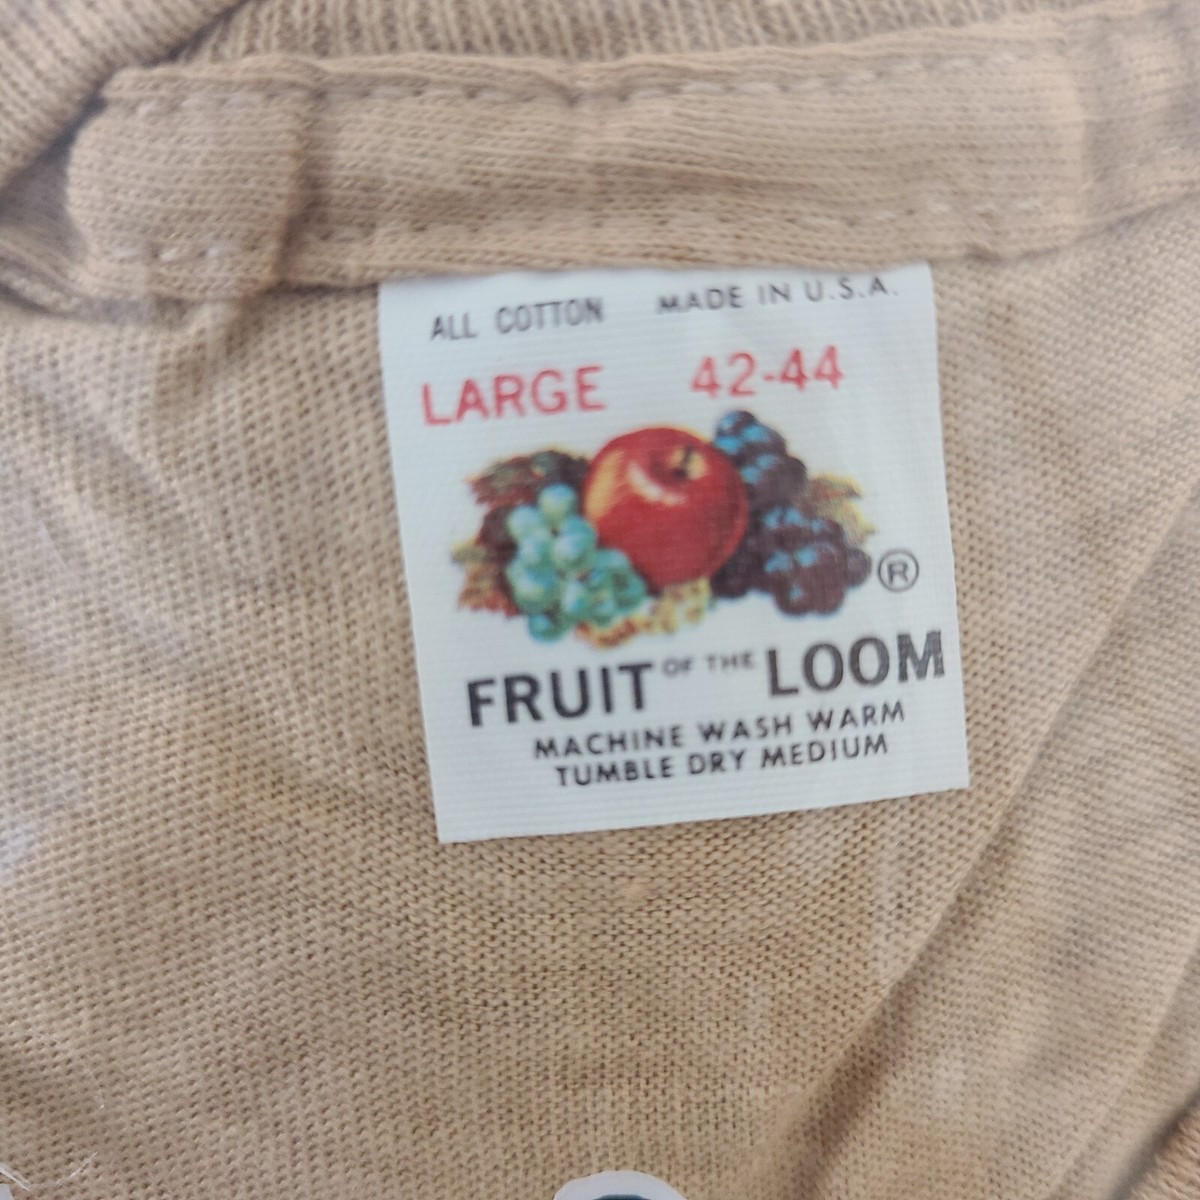 ALL COTTON MADE IN U.S.A.
LARGE 42-44
®
FRUIT OF THE LOOM
MACHINE WASH WARM
TUMBLE DRY MEDIUM